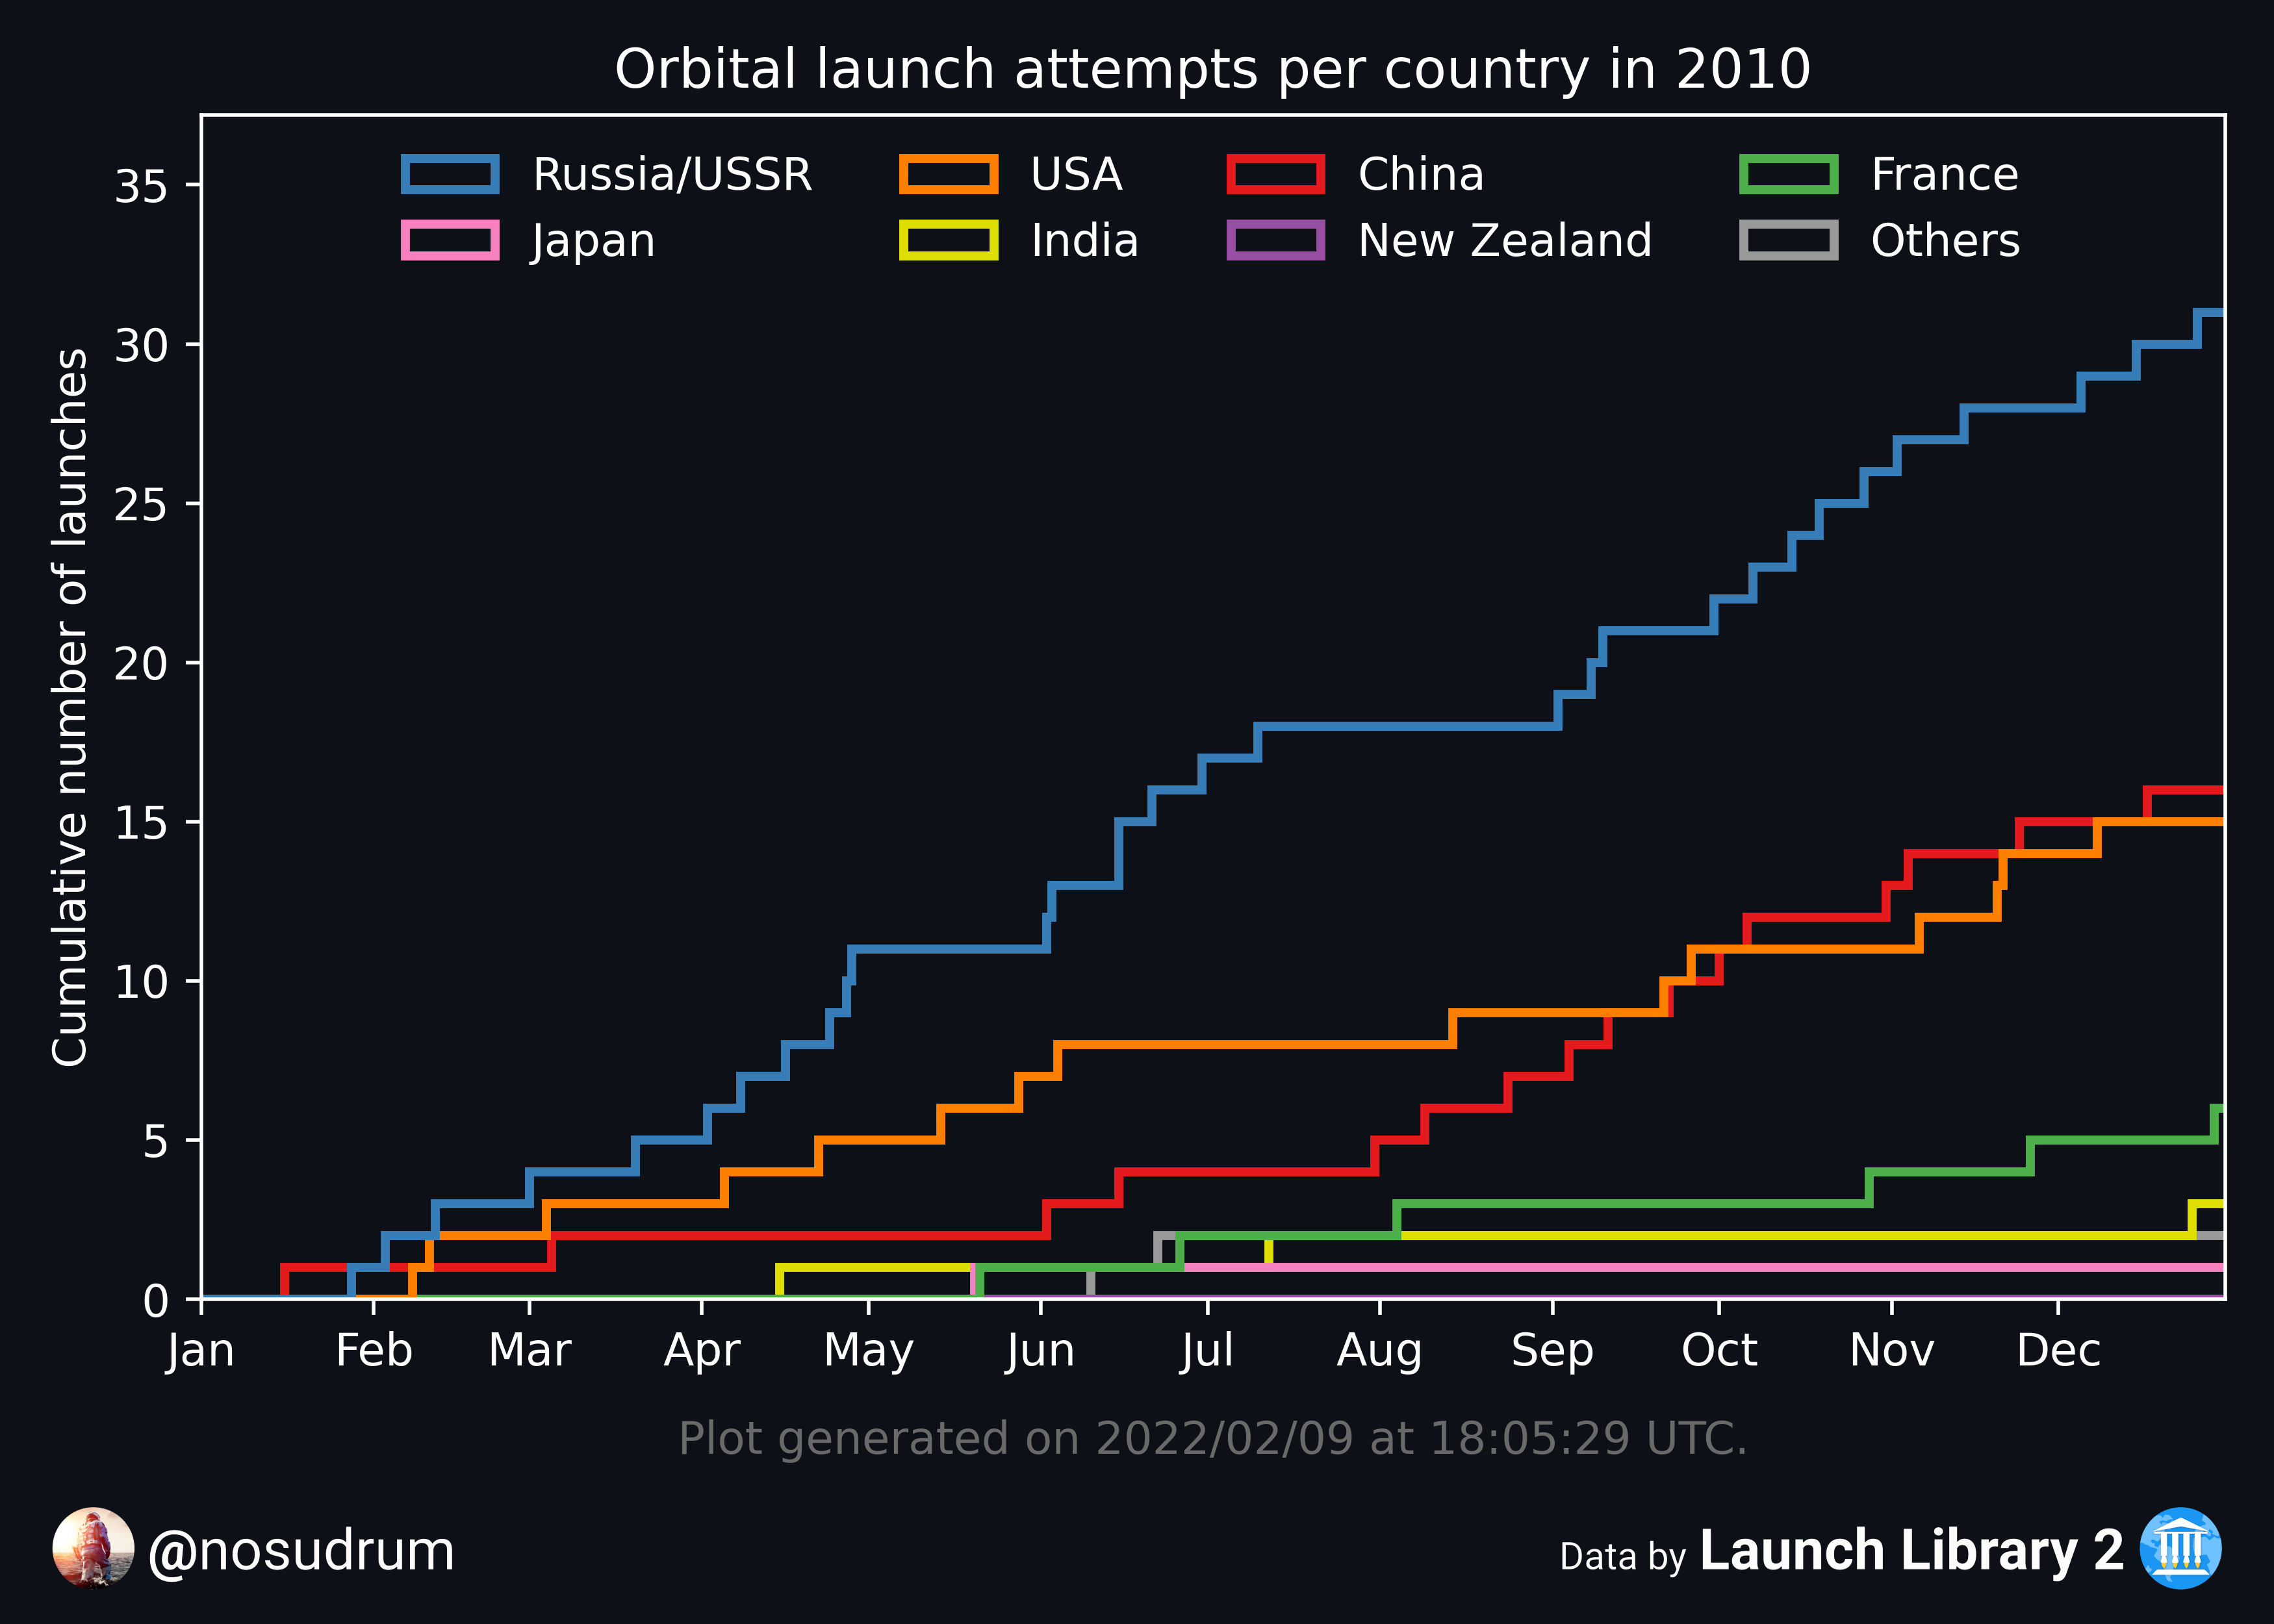 Orbital launch attempts per country in 2010
Russia/USSR USA China France
Japan India New Zealand Others
35
30
25
20
15
10
5
0
Cumulative number of launches
Jan Feb Mar Apr May Jun Jul Aug Sep Oct Nov Dec
Plot generated on 2022/02/09 at 18:05:29 UTC.
@nosudrum
Data by Launch Library 2